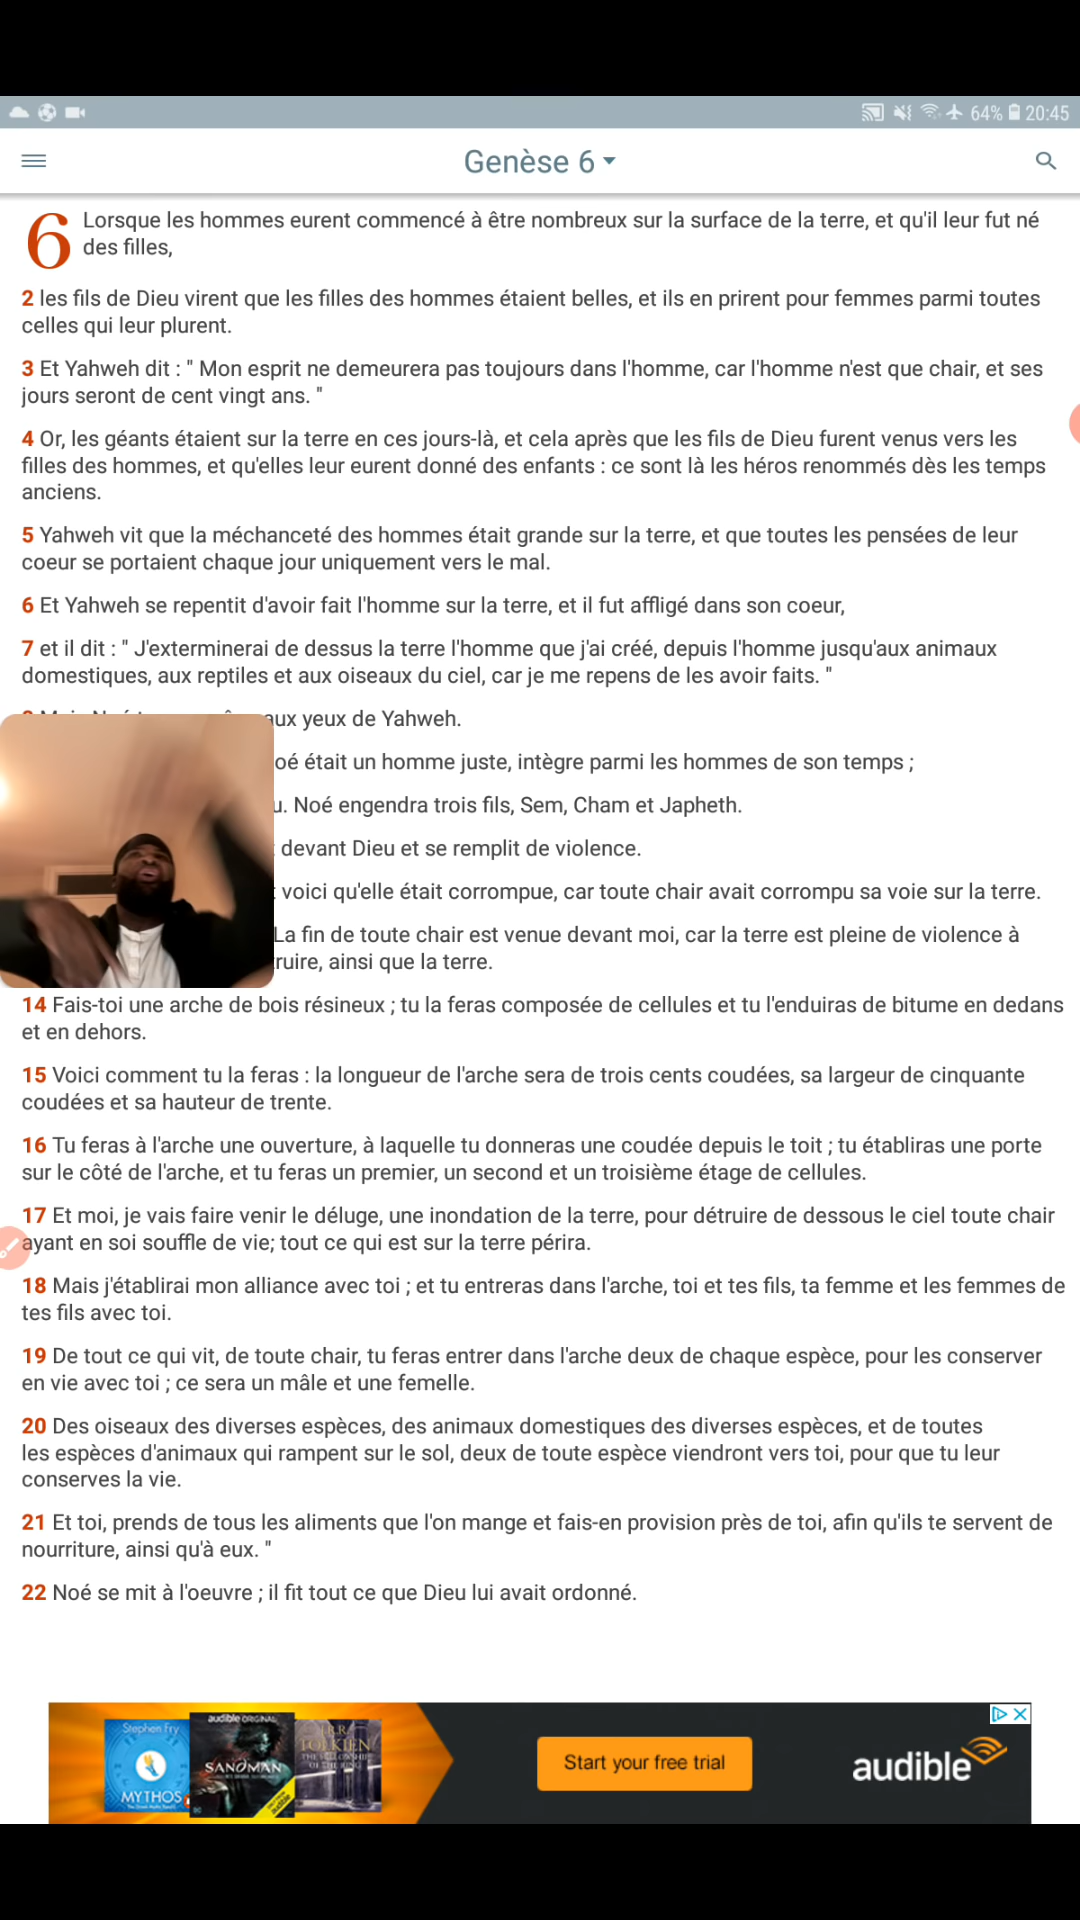 64% 20:45
Genèse 6
6 Lorsque les hommes eurent commencé à être nombreux sur la surface de la terre, et qu'il leur fut né
des filles,
2 les fils de Dieu virent que les filles des hommes étaient belles, et ils en prirent pour femmes parmi toutes
celles qui leur plurent.
3 Et Yahweh dit : " Mon esprit ne demeurera pas toujours dans l'homme, car l'homme n'est que chair, et ses
jours seront de cent vingt ans. "
4 Or, les géants étaient sur la terre en ces jours-là, et cela après que les fils de Dieu furent venus vers les
filles des hommes, et qu'elles leur eurent donné des enfants : ce sont là les héros renommés dès les temps
anciens.
5 Yahweh vit que la méchanceté des hommes était grande sur la terre, et que toutes les pensées de leur
coeur se portaient chaque jour uniquement vers le mal.
6 Et Yahweh se repentit d'avoir fait l'homme sur la terre, et il fut affligé dans son coeur,
7 et il dit : " J'exterminerai de dessus la terre l'homme que j'ai créé, depuis l'homme jusqu'aux animaux
domestiques, aux reptiles et aux oiseaux du ciel, car je me repens de les avoir faits. "
aux yeux de Yahweh.
oé était un homme juste, intègre parmi les hommes de son temps ;
u. Noé engendra trois fils, Sem, Cham et Japheth.
devant Dieu et se remplit de violence.
voici qu'elle était corrompue, car toute chair avait corrompu sa voie sur la terre.
La fin de toute chair est venue devant moi, car la terre est pleine de violence à
ruire, ainsi que la terre.
14 Fais-toi une arche de bois résineux ; tu la feras composée de cellules et tu l'enduiras de bitume en dedans
et en dehors.
15 Voici comment tu la feras : la longueur de l'arche sera de trois cents coudées, sa largeur de cinquante
coudées et sa hauteur de trente.
16 Tu feras à l'arche une ouverture, à laquelle tu donneras une coudée depuis le toit ; tu établiras une porte
sur le côté de l'arche, et tu feras un premier, un second et un troisième étage de cellules.
17 Et moi, je vais faire venir le déluge, une inondation de la terre, pour détruire de dessous le ciel toute chair
ayant en soi souffle de vie; tout ce qui est sur la terre périra.
18 Mais j'établirai mon alliance avec toi ; et tu entreras dans l'arche, toi et tes fils, ta femme et les femmes de
tes fils avec toi.
19 De tout ce qui vit, de toute chair, tu feras entrer dans l'arche deux de chaque espèce, pour les conserver
en vie avec toi ; ce sera un mâle et une femelle.
20 Des oiseaux des diverses espèces, des animaux domestiques des diverses espèces, et de toutes
les espèces d'animaux qui rampent sur le sol, deux de toute espèce viendront vers toi, pour que tu leur
conserves la vie.
21 Et toi, prends de tous les aliments que l'on mange et fais-en provision près de toi, afin qu'ils te servent de
nourriture, ainsi qu'à eux. "
22 Noé se mit à l'oeuvre ; il fit tout ce que Dieu lui avait ordonné.
Stephen Fry
MYTHOS
audible ORIGINAL
SANDMAN
J.R.R.
TOLKIEN
THE FELLOWSHIP
OF THE RING
Start your free trial
audible